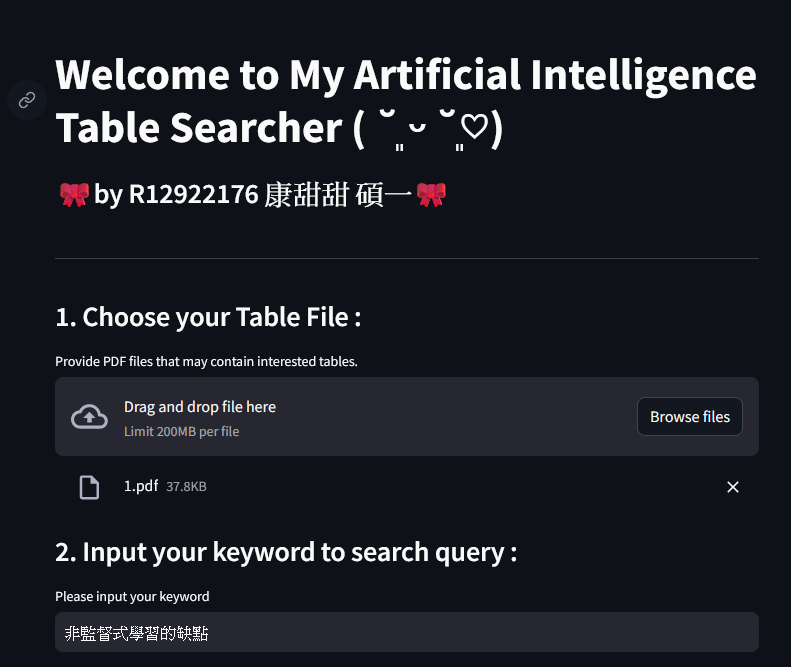 Welcome to My Artificial Intelligence
Table Searcher ( ˘͈ ᵕ ˘͈♡)
🎀by R12922176 康甜甜 碩一🎀
1. Choose your Table File :
Provide PDF files that may contain interested tables.
Drag and drop file here
Limit 200MB per file
Browse files
1.pdf 37.8KB
2. Input your keyword to search query :
Please input your keyword
非監督式學習的缺點